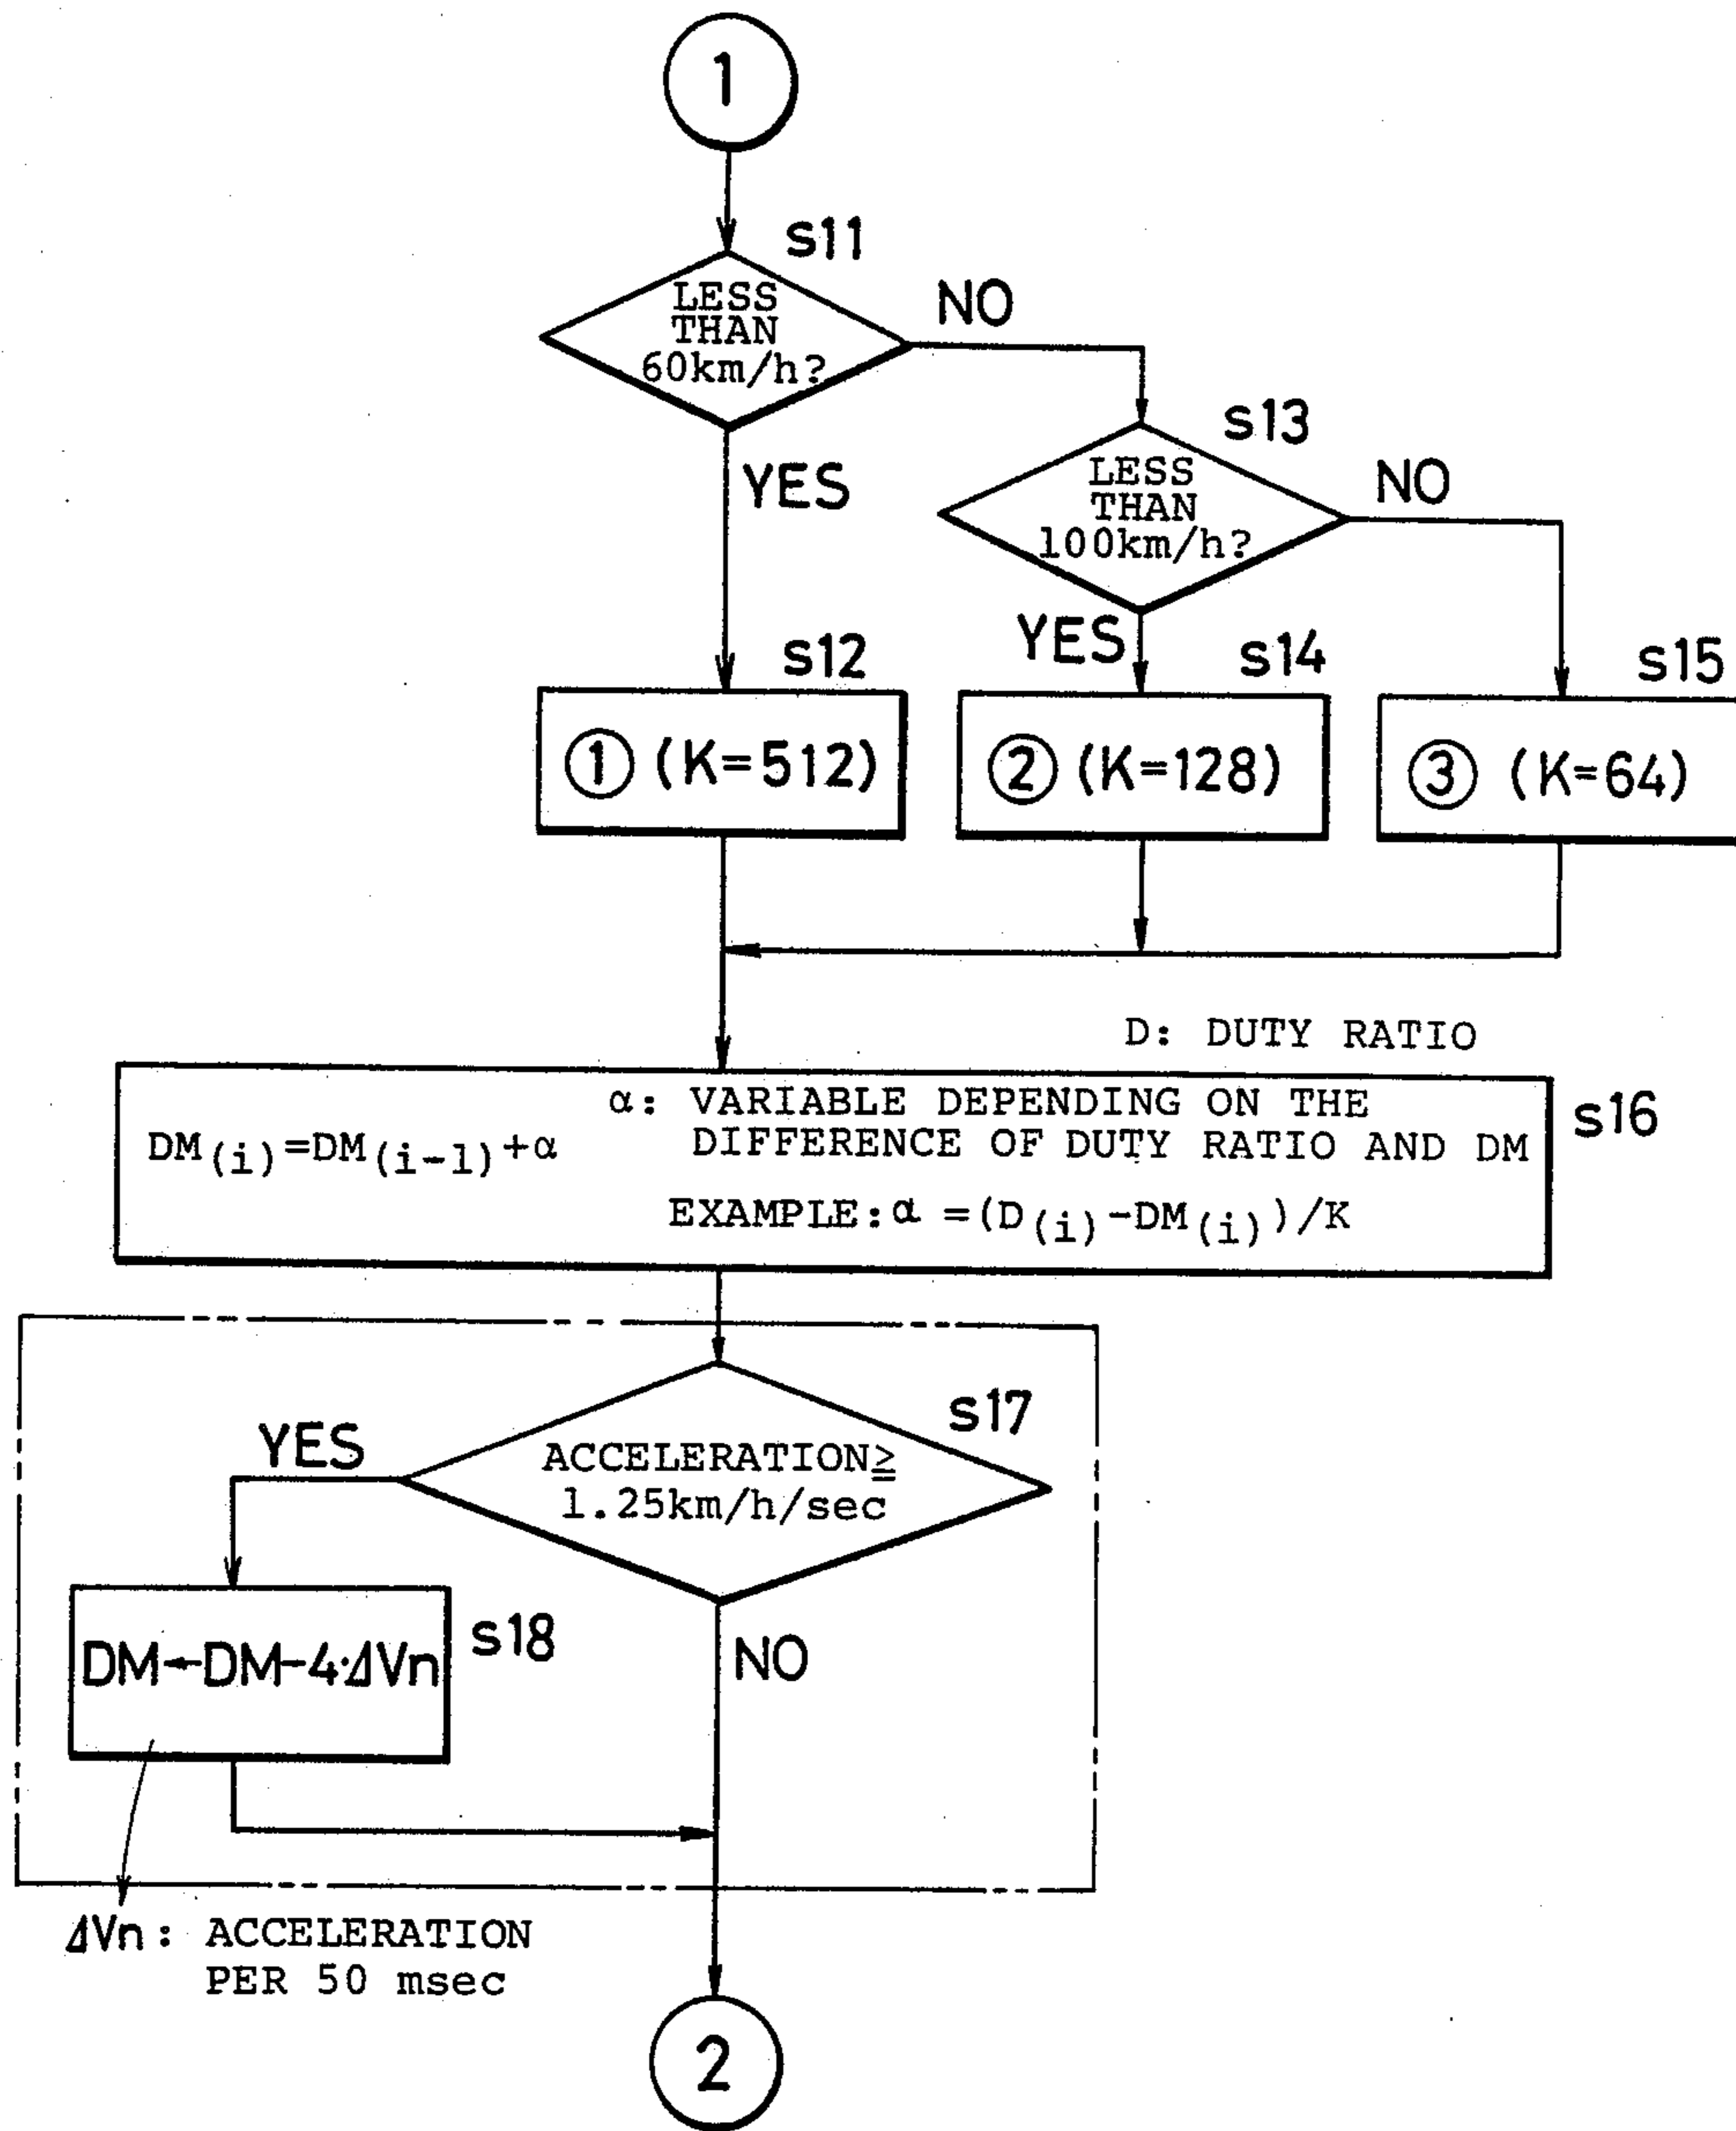 1
s11
LESS
THAN
60km/h?
NO
YES
s13
LESS
THAN
100km/h?
NO
YES
s12
s14
s15
① (K=512)
② (K=128)
③ (K=64)
D: DUTY RATIO
α: VARIABLE DEPENDING ON THE
DIFFERENCE OF DUTY RATIO AND DM
DM(i)=DM(i-1)+α
EXAMPLE:α =(D(i)-DM(i))/K
s16
s17
YES
ACCELERATION≧
1.25km/h/sec
s18
DM←DM-4·ΔVn
NO
ΔVn: ACCELERATION
PER 50 msec
2